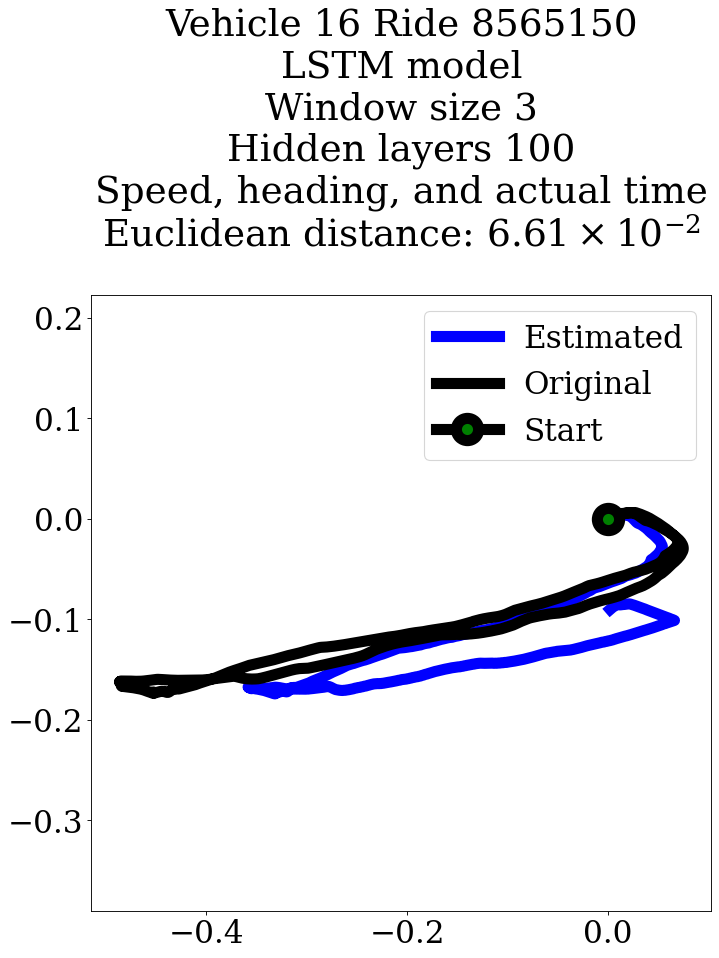 Vehicle 16 Ride 8565150
LSTM model
Window size 3
Hidden layers 100
Speed, heading, and actual time
Euclidean distance: 6.61 × 10⁻²
Estimated
Original
Start
0.2
0.1
0.0
−0.1
−0.2
−0.3
−0.4
−0.2
0.0